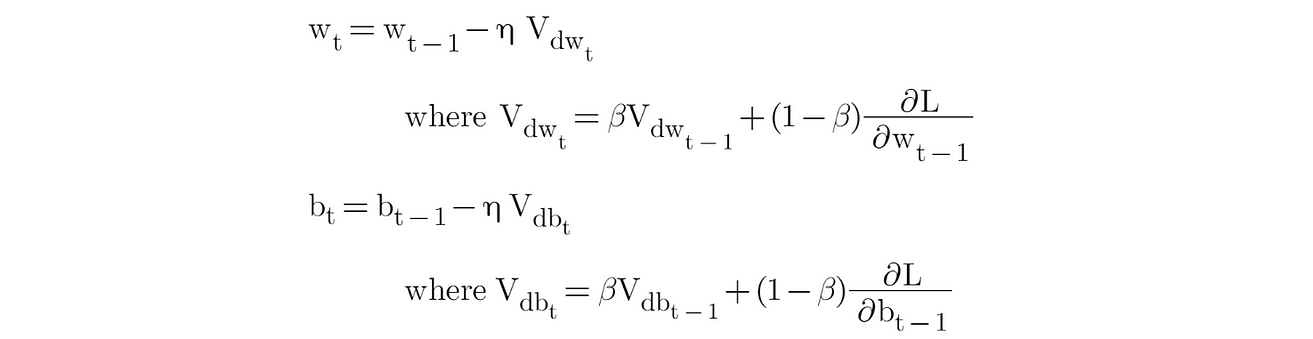 w_t = w_{t-1} − η V_{dw_t}
where V_{dw_t} = βV_{dw_{t-1}} + (1 − β) ∂L/∂w_{t-1}
b_t = b_{t-1} − η V_{db_t}
where V_{db_t} = βV_{db_{t-1}} + (1 − β) ∂L/∂b_{t-1}